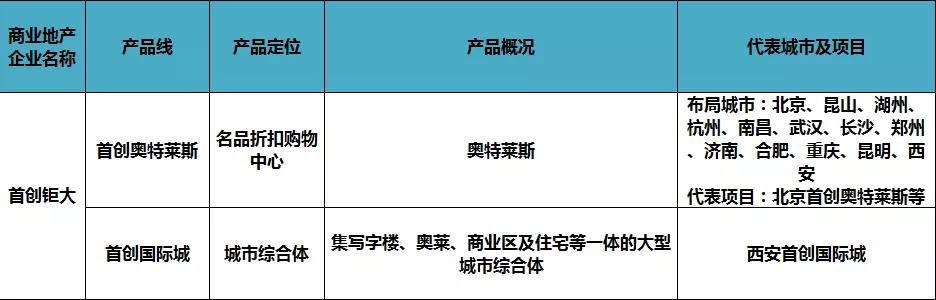 商业地产
企业名称
产品线
产品定位
产品概况
代表城市及项目
首创钜大
首创奥特莱斯
名品折扣购物
中心
奥特莱斯
布局城市：北京、昆山、湖州、
杭州、南昌、武汉、长沙、郑州
、济南、合肥、重庆、昆明、西
安
代表项目：北京首创奥特莱斯等
首创国际城
城市综合体
集写字楼、奥莱、商业区及住宅等一体的大型
城市综合体
西安首创国际城